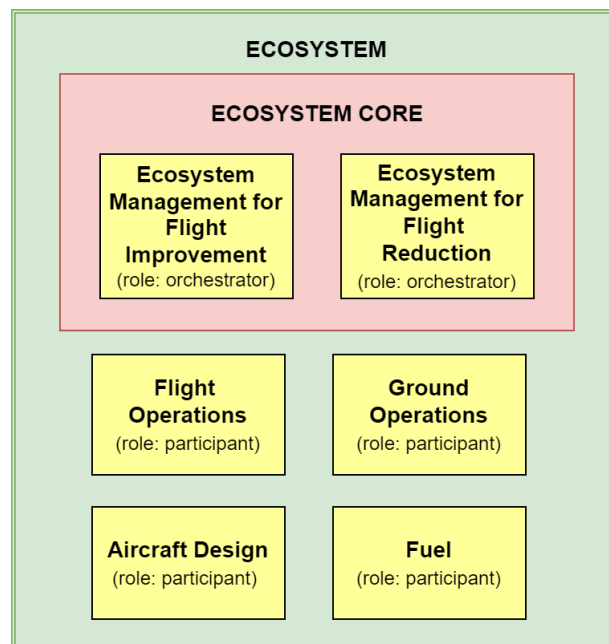 ECOSYSTEM
ECOSYSTEM CORE
Ecosystem
Management for
Flight
Improvement
(role: orchestrator)
Ecosystem
Management for
Flight
Reduction
(role: orchestrator)
Flight
Operations
(role: participant)
Ground
Operations
(role: participant)
Aircraft Design
(role: participant)
Fuel
(role: participant)